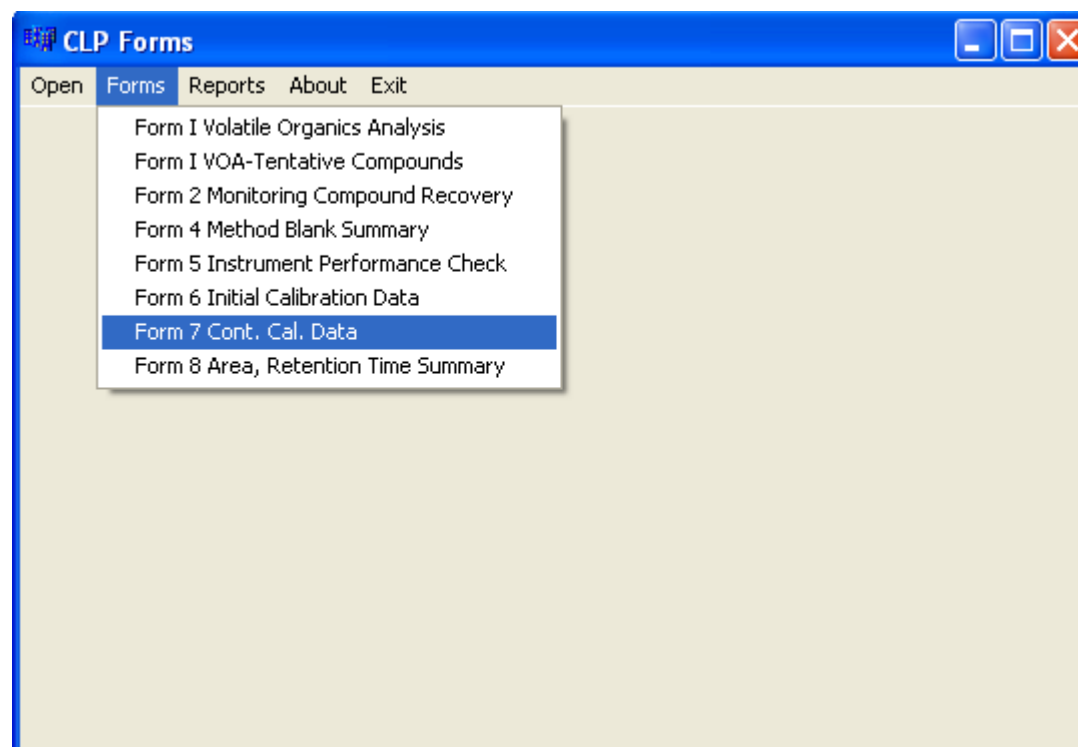 CLP Forms
Open Forms Reports About Exit
Form I Volatile Organics Analysis
Form I VOA-Tentative Compounds
Form 2 Monitoring Compound Recovery
Form 4 Method Blank Summary
Form 5 Instrument Performance Check
Form 6 Initial Calibration Data
Form 7 Cont. Cal. Data
Form 8 Area, Retention Time Summary